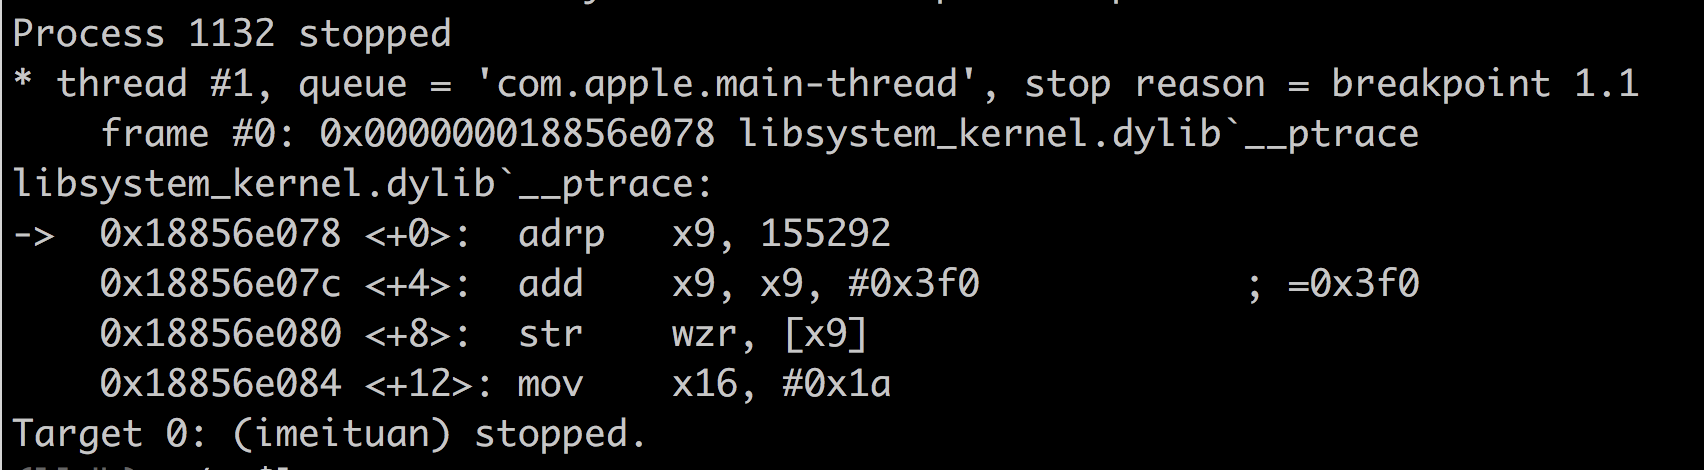 Process 1132 stopped
* thread #1, queue = 'com.apple.main-thread', stop reason = breakpoint 1.1
    frame #0: 0x000000018856e078 libsystem_kernel.dylib`__ptrace
libsystem_kernel.dylib`__ptrace:
->  0x18856e078 <+0>:  adrp   x9, 155292
    0x18856e07c <+4>:  add    x9, x9, #0x3f0            ; =0x3f0
    0x18856e080 <+8>:  str    wzr, [x9]
    0x18856e084 <+12>: mov    x16, #0x1a
Target 0: (imeituan) stopped.